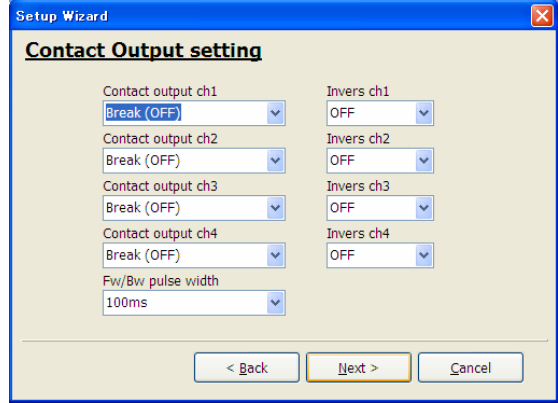 Setup Wizard
Contact Output setting
Contact output ch1 Invers ch1
Break (OFF) OFF
Contact output ch2 Invers ch2
Break (OFF) OFF
Contact output ch3 Invers ch3
Break (OFF) OFF
Contact output ch4 Invers ch4
Break (OFF) OFF
Fw/Bw pulse width
100ms
< Back Next > Cancel